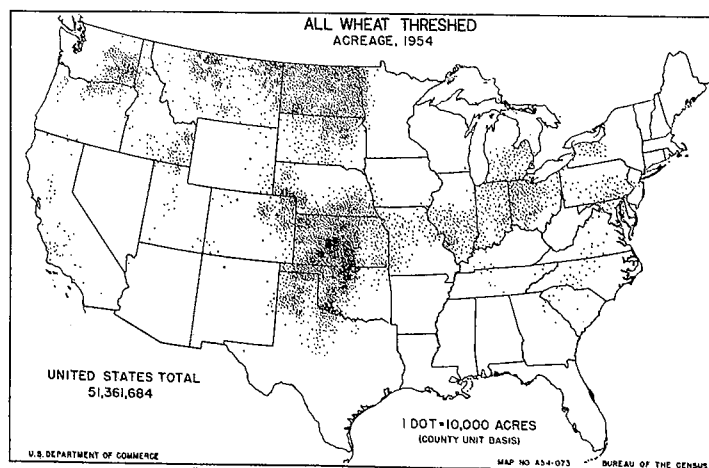 ALL WHEAT THRESHED
ACREAGE, 1954
UNITED STATES TOTAL
51,361,684
1 DOT=10,000 ACRES
(COUNTY UNIT BASIS)
U.S. DEPARTMENT OF COMMERCE
MAP NO A54-073
BUREAU OF THE CENSUS